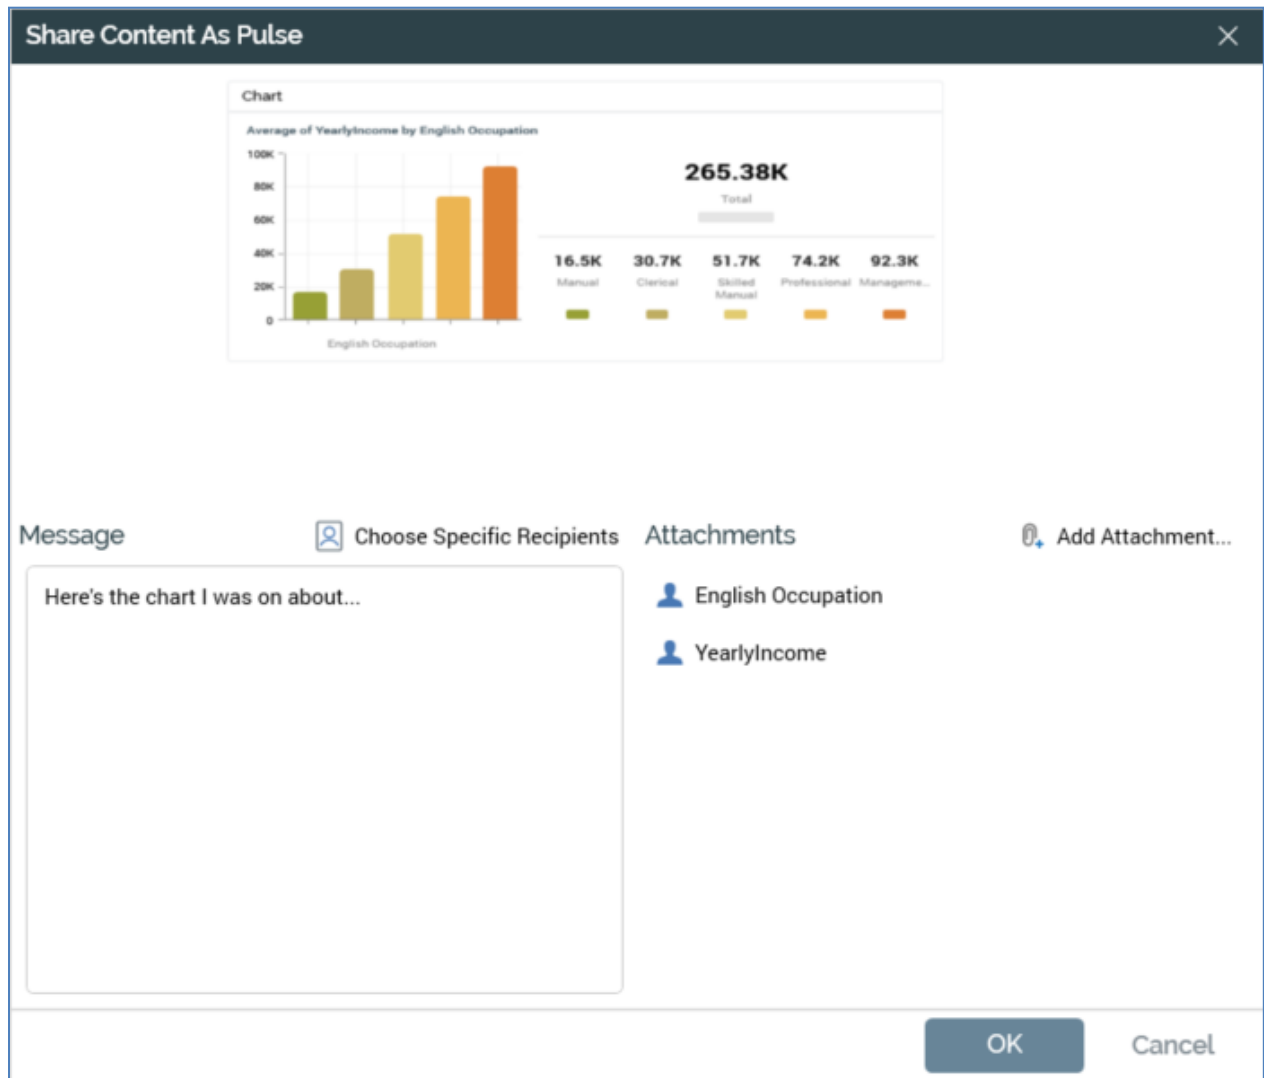 Share Content As Pulse
Chart
Average of YearlyIncome by English Occupation
100K
80K
60K
40K
20K
0
English Occupation
265.38K
Total
16.5K 30.7K 51.7K 74.2K 92.3K
Manual Clerical Skilled Manual Professional Manageme...
Message
Choose Specific Recipients
Attachments
Add Attachment...
Here's the chart I was on about...
English Occupation
YearlyIncome
OK
Cancel